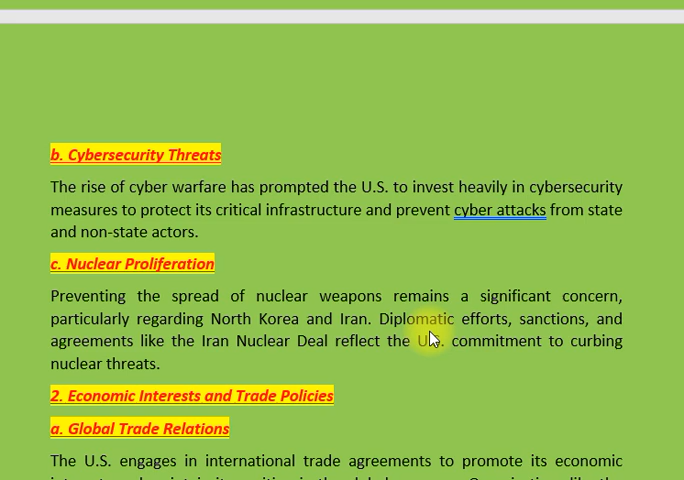 b. Cybersecurity Threats
The rise of cyber warfare has prompted the U.S. to invest heavily in cybersecurity
measures to protect its critical infrastructure and prevent cyber attacks from state
and non-state actors.
c. Nuclear Proliferation
Preventing the spread of nuclear weapons remains a significant concern,
particularly regarding North Korea and Iran. Diplomatic efforts, sanctions, and
agreements like the Iran Nuclear Deal reflect the U.S. commitment to curbing
nuclear threats.
2. Economic Interests and Trade Policies
a. Global Trade Relations
The U.S. engages in international trade agreements to promote its economic